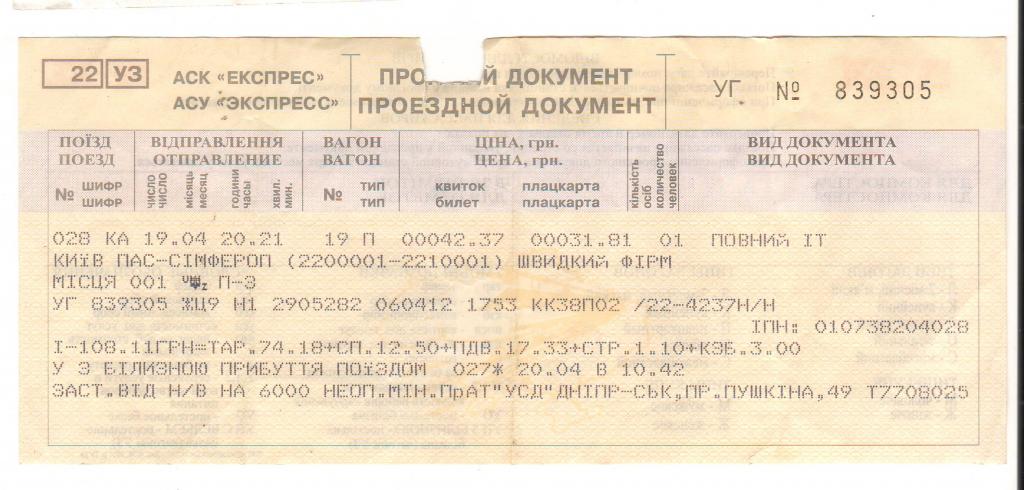 22 УЗ
АСК «ЕКСПРЕС»
АСУ “ЭКСПРЕСС»
ДОКУМЕНТ
ПРОЕЗДНОЙ ДОКУМЕНТ
УГ № 839305
ПОЇЗД ВІДПРАВЛЕННЯ ВАГОН ЦІНА, грн. ВИД ДОКУМЕНТА
ПОЕЗД ОТПРАВЛЕНИЕ ВАГОН ЦЕНА, грн. ВИД ДОКУМЕНТА
№ ШИФР ШИФР число число місяць месяц години часы хвил. мин. № ТИП ТИП квиток билет плацкарта плацкарта кількість осіб количество человек
028 КА 19.04 20.21 19 П 00042.37 00031.81 01 ПОВНИЙ ІТ
КИЇВ ПАС-СІМФЕРОП (2200001-2210001) ШВИДКИЙ ФІРМ
МІСЦЯ 001 П-З
УГ 839305 ЖЦ9 Н1 2905282 060412 1753 КК38П02 /22-4237Н/Н
ІПН: 010738204028
І-108.11ГРН=ТАР.74.18+СП.12.50+ПДВ.17.33+СТР.1.10+КЗБ.3.00
У З БІЛИЗНОЮ ПРИБУТТЯ ПОЇЗДОМ 027Ж 20.04 В 10.42
ЗАСТ.ВІД Н/В НА 6000 НЕОП.МІН.ПрАТ"УСД"ДНІПР-СЬК,ПР.ПУШКІНА,49 Т7708025